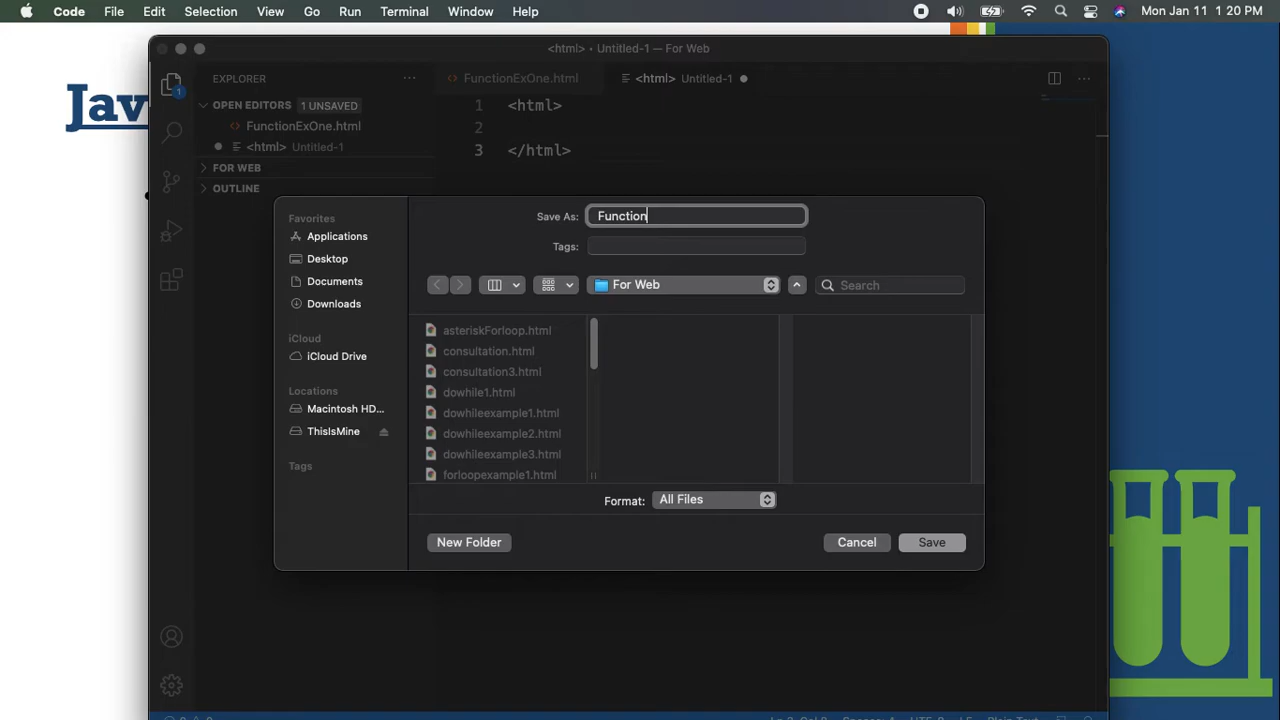 Code File Edit Selection View Go Run Terminal Window Help Mon Jan 11 1:20 PM
<html> • Untitled-1 — For Web
Jav
EXPLORER
FunctionExOne.html
<html> Untitled-1
OPEN EDITORS 1 UNSAVED
FunctionExOne.html
<html> Untitled-1
FOR WEB
OUTLINE
1 <html>
2
3 </html>
1
Save As: Function
Tags:
For Web
Search
Favorites
Applications
Desktop
Documents
Downloads
iCloud
iCloud Drive
Locations
Macintosh HD...
ThisIsMine
Tags
asteriskForloop.html
consultation.html
consultation3.html
dowhile1.html
dowhileexample1.html
dowhileexample2.html
dowhileexample3.html
forloopexample1.html
Format: All Files
New Folder
Cancel
Save